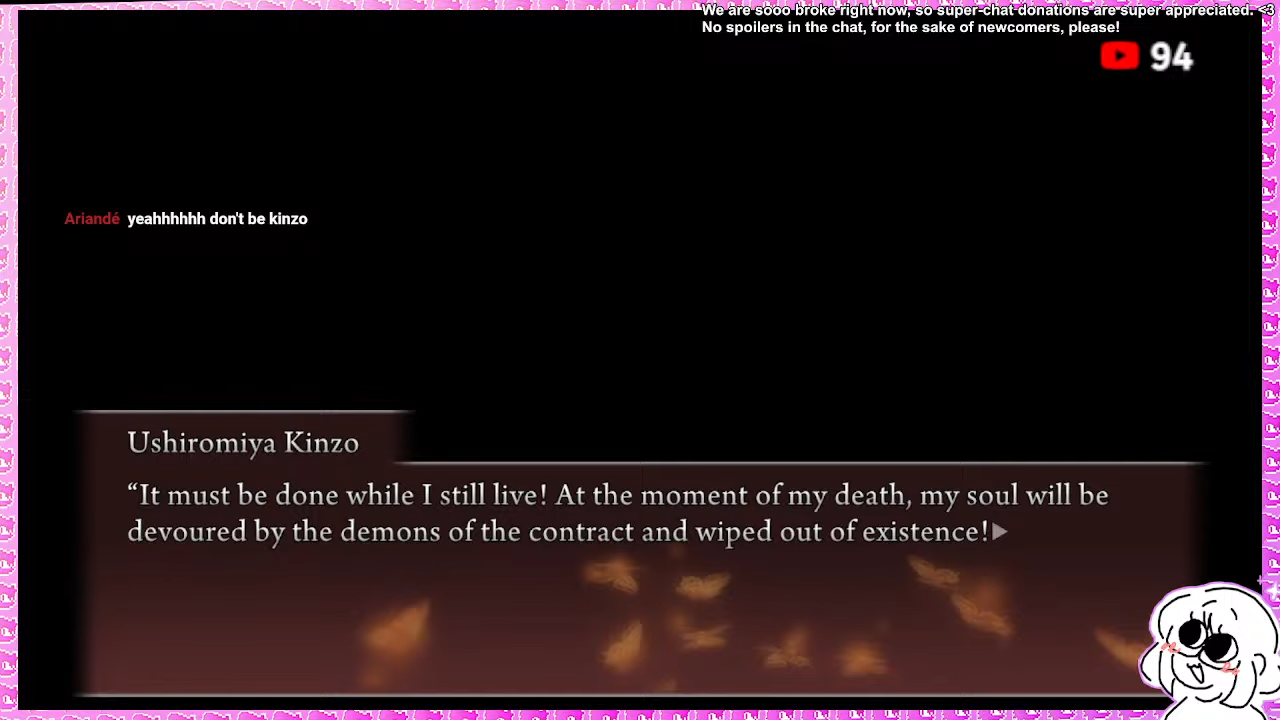 We are sooo broke right now, so super-chat donations are super appreciated. <3
No spoilers in the chat, for the sake of newcomers, please!
94
Ariandé yeahhhhhh don't be kinzo
Ushiromiya Kinzo
“It must be done while I still live! At the moment of my death, my soul will be
devoured by the demons of the contract and wiped out of existence!